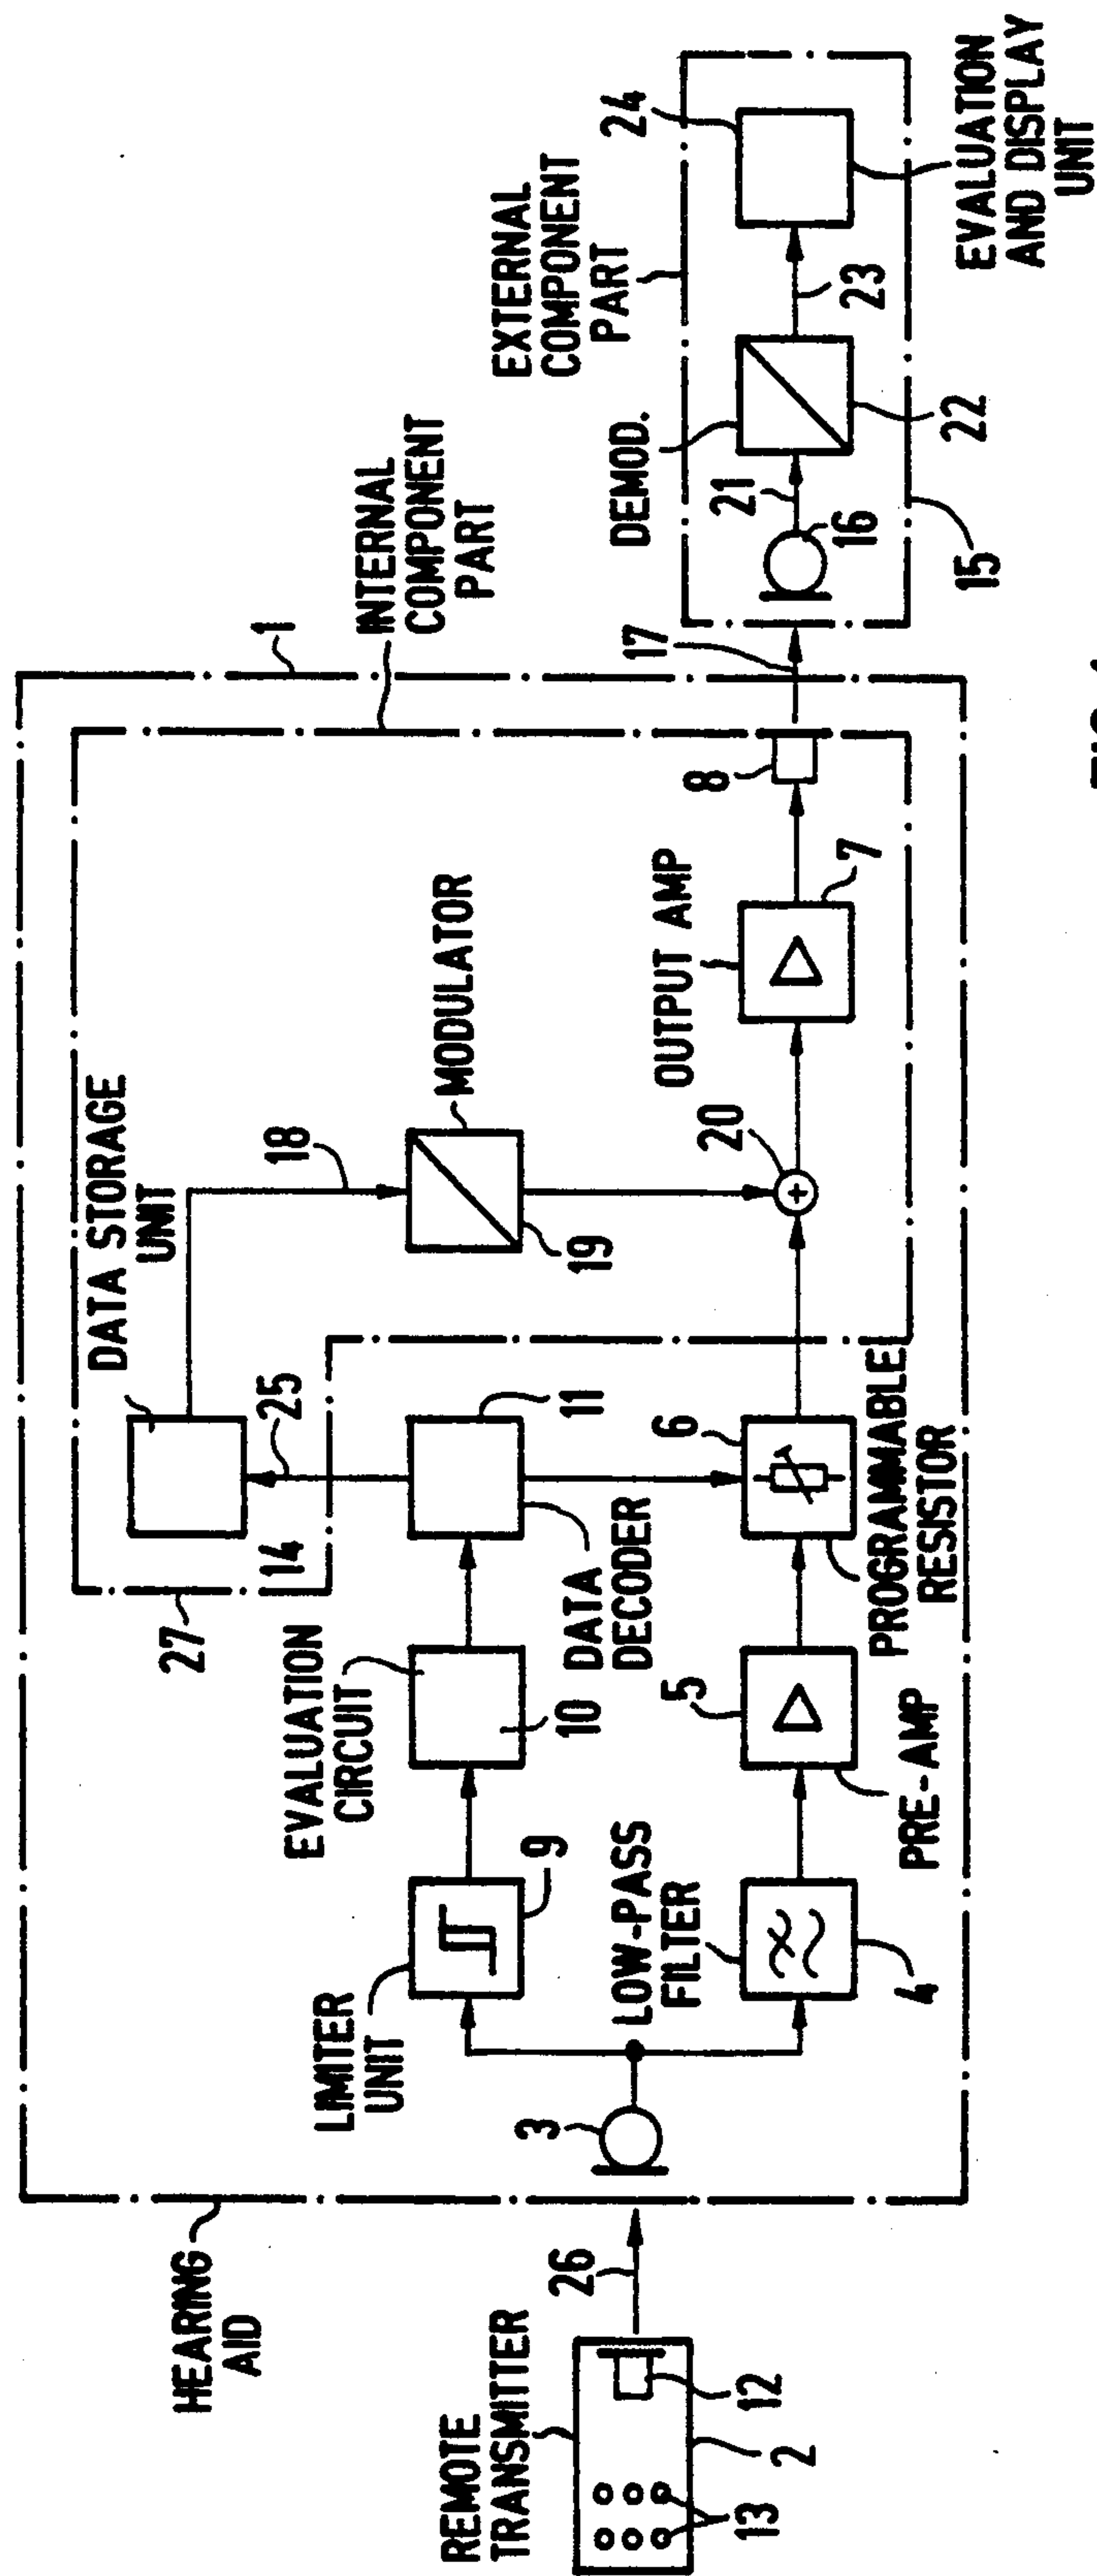 HEARING
AID
1
INTERNAL
COMPONENT
PART
EXTERNAL
COMPONENT
PART
DATA STORAGE
UNIT
14
27
25
18
MODULATOR
19
LIMITER
UNIT
9
EVALUATION
CIRCUIT
10
11
DATA
DECODER
REMOTE
TRANSMITTER
13
2
12
26
3
LOW-PASS
FILTER
4
5
PRE-AMP
6
PROGRAMMABLE
RESISTOR
20
+
OUTPUT AMP
7
8
17
DEMOD.
21
16
22
23
24
15
EVALUATION
AND DISPLAY
UNIT